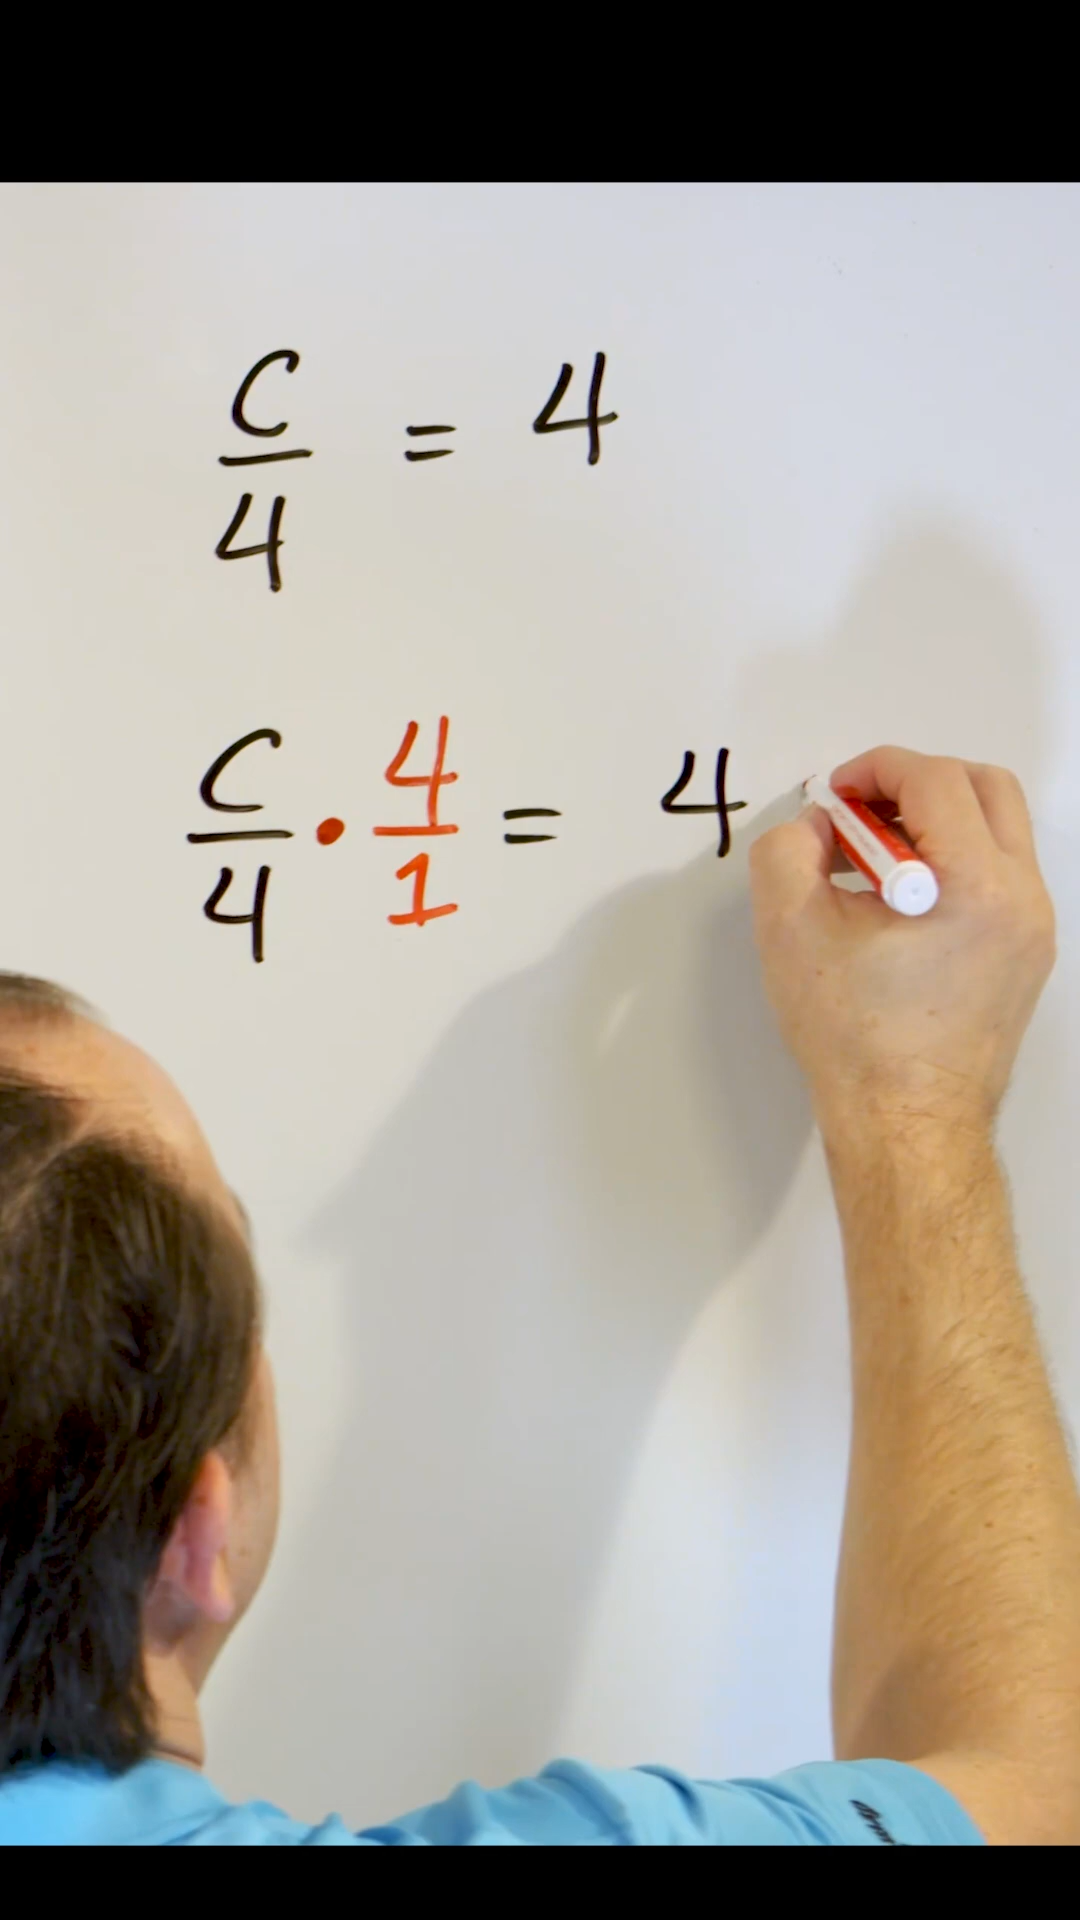 C/4 = 4
C/4 • 4/1 = 4